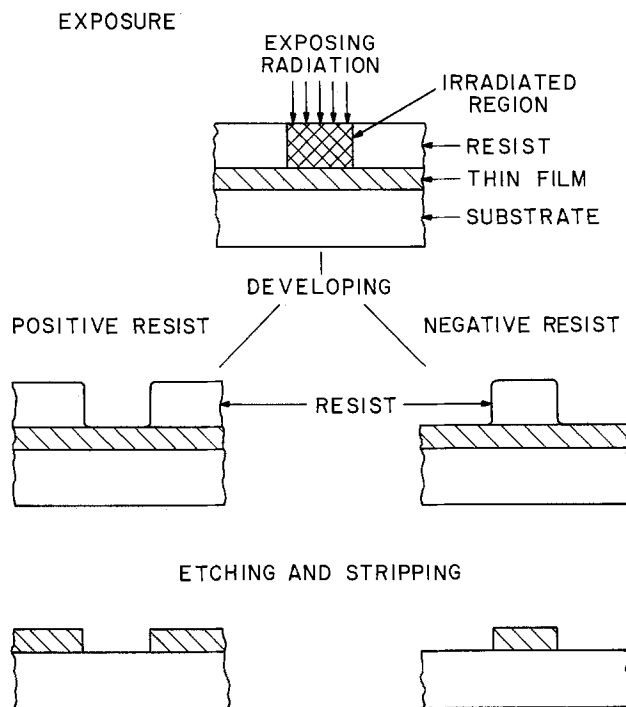 EXPOSURE
EXPOSING
RADIATION
IRRADIATED
REGION
RESIST
THIN FILM
SUBSTRATE
DEVELOPING
POSITIVE RESIST
NEGATIVE RESIST
RESIST
ETCHING AND STRIPPING